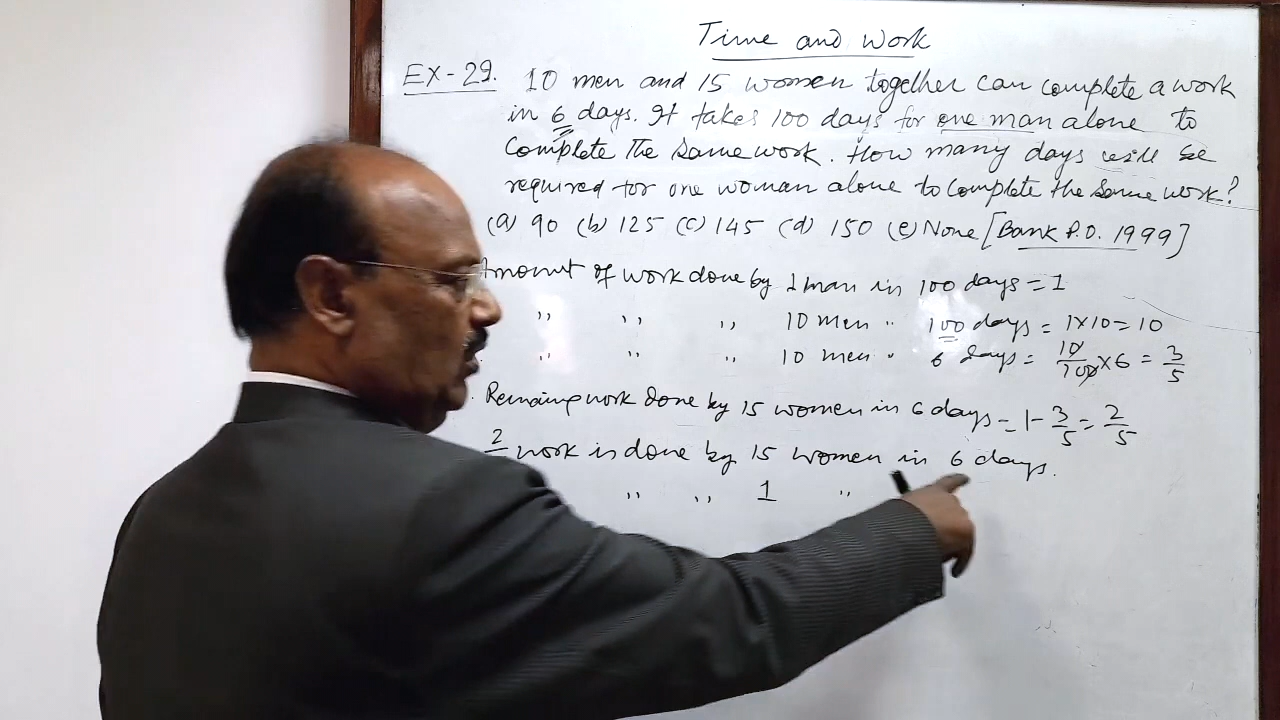 Time and Work
Ex-29. 10 men and 15 women together can complete a work
in 6 days. It takes 100 days for one man alone to
complete the same work. How many days will be
required for one woman alone to complete the same work?
(a) 90 (b) 125 (c) 145 (d) 150 (e) None [Bank P.O. 1999]
Amount of work done by 1 man in 100 days = 1
" " " 10 men " 100 days = 1×10=10
" " " 10 men " 6 days = 10/100×6 = 3/5
Remaining work done by 15 women in 6 days = 1-3/5=2/5
2 work is done by 15 women in 6 days.
" " 1 "